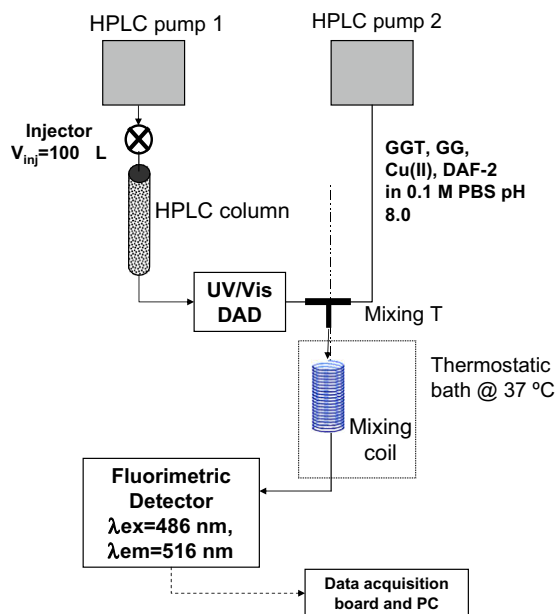 HPLC pump 1
HPLC pump 2
Injector
Vinj=100 L
GGT, GG,
Cu(II), DAF-2
in 0.1 M PBS pH
8.0
HPLC column
UV/Vis
DAD
Mixing T
Thermostatic
bath @ 37 ºC
Mixing
coil
Fluorimetric
Detector
λex=486 nm,
λem=516 nm
Data acquisition
board and PC